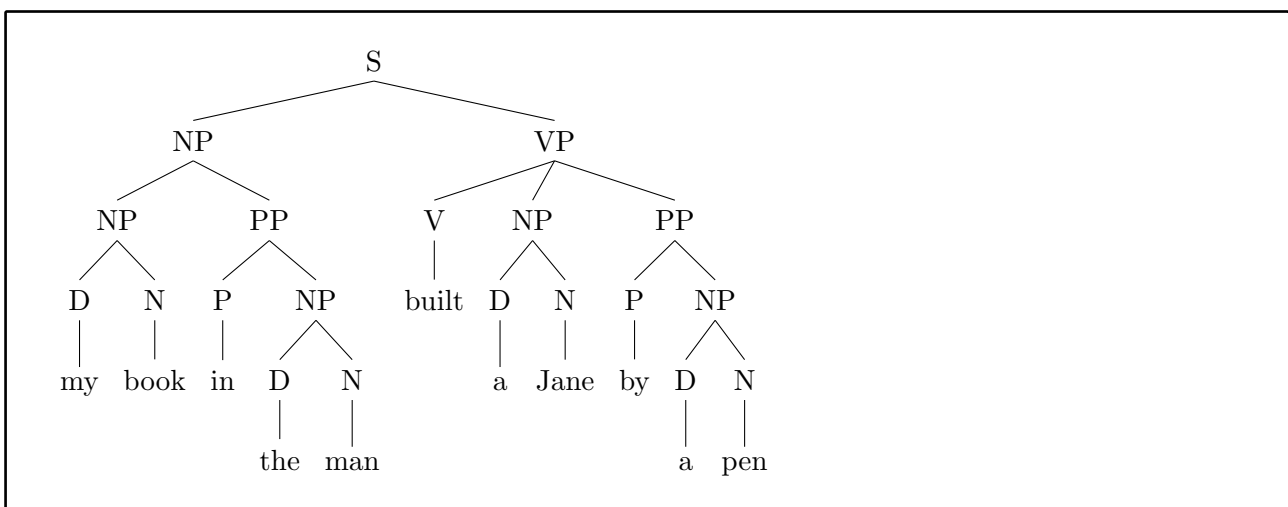 S
NP VP
NP PP V NP PP
D N P NP built D N P NP
my book in D N a Jane by D N
the man a pen